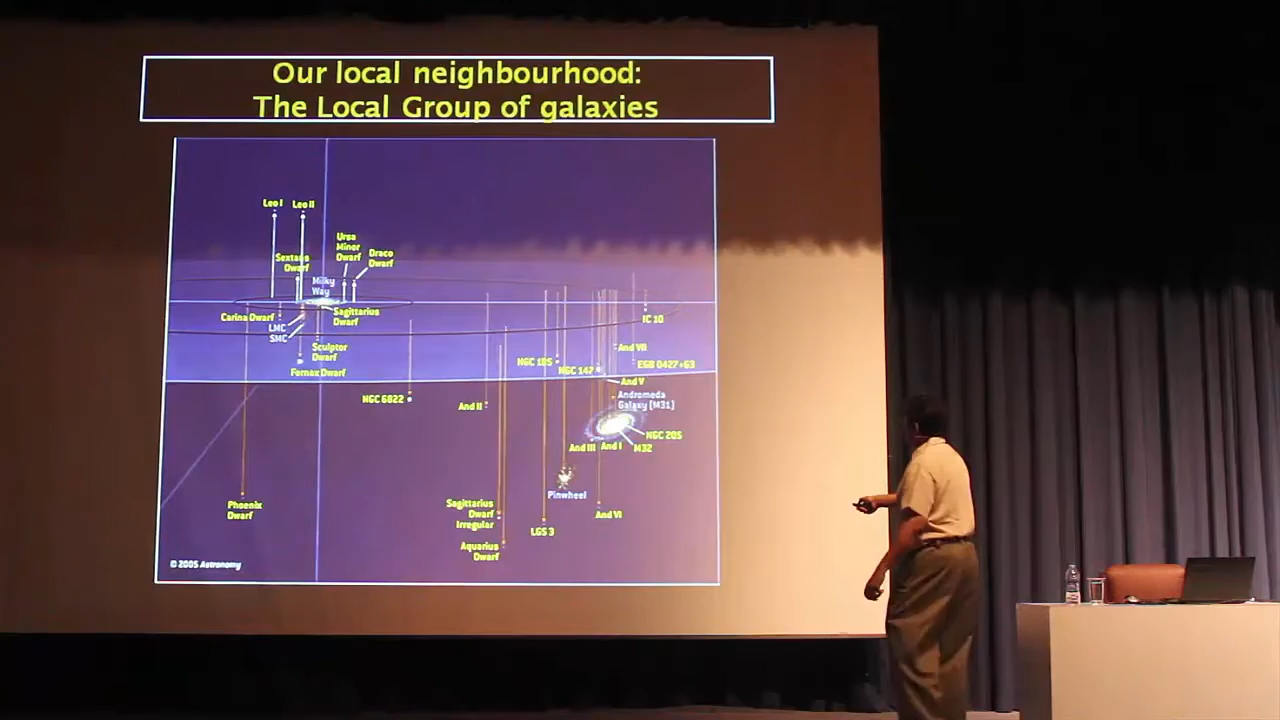 Our local neighbourhood:
The Local Group of galaxies
Leo I
Leo II
Ursa
Minor
Dwarf
Draco
Dwarf
Sextans
Dwarf
Milky
Way
Carina Dwarf
Sagittarius
Dwarf
LMC
SMC
Sculptor
Dwarf
Fornax Dwarf
IC 10
And VII
NGC 185
NGC 147
EGB 0427+63
And V
NGC 6822
And II
Andromeda
Galaxy [M31]
NGC 205
And III
And I
M32
Pinwheel
Phoenix
Dwarf
Sagittarius
Dwarf
Irregular
And VI
LGS 3
Aquarius
Dwarf
© 2005 Astronomy